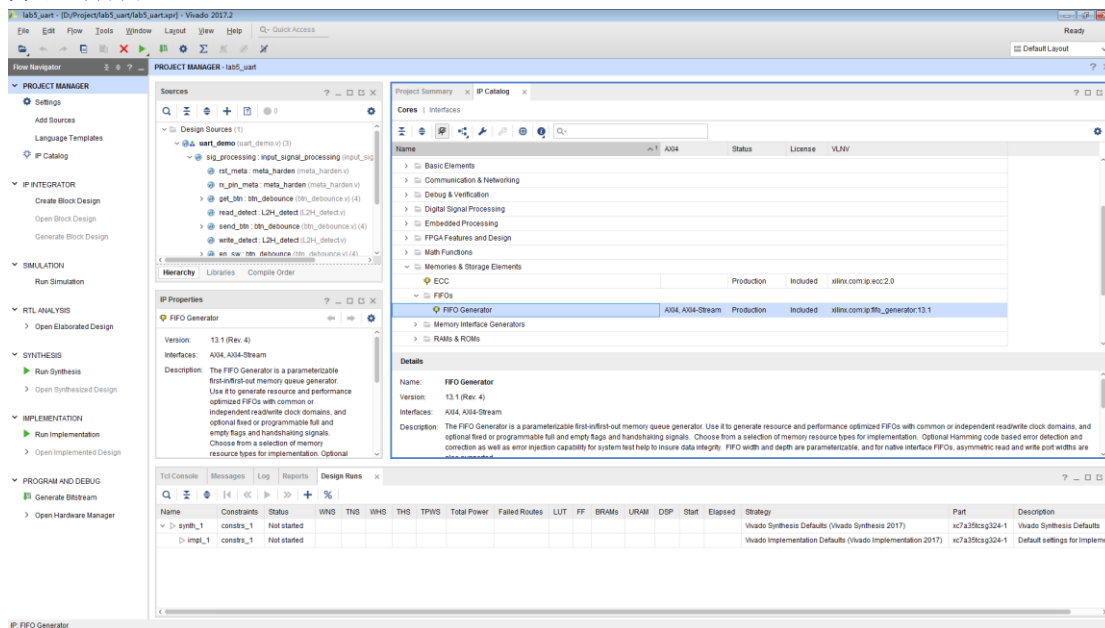 lab5_uart - [D:/Project/lab5_uart/lab5_uart.xpr] - Vivado 2017.2
File Edit Flow Tools Window Layout View Help Q- Quick Access
Ready
Default Layout
Flow Navigator
PROJECT MANAGER - lab5_uart
PROJECT MANAGER
Settings
Add Sources
Language Templates
IP Catalog
IP INTEGRATOR
Create Block Design
Open Block Design
Generate Block Design
SIMULATION
Run Simulation
RTL ANALYSIS
Open Elaborated Design
SYNTHESIS
Run Synthesis
Open Synthesized Design
IMPLEMENTATION
Run Implementation
Open Implemented Design
PROGRAM AND DEBUG
Generate Bitstream
Open Hardware Manager
Sources
0
Design Sources (1)
uart_demo (uart_demo.v) (3)
sig_processing : input_signal_processing (input_sig
rst_meta : meta_harden (meta_harden.v)
rx_pin_meta : meta_harden (meta_harden.v)
get_btn : btn_debounce (btn_debounce.v) (4)
read_detect : L2H_detect (L2H_detect.v)
send_btn : btn_debounce (btn_debounce.v) (4)
write_detect : L2H_detect (L2H_detect.v)
en_sw : btn_debounce (btn_debounce.v) (4)
Hierarchy Libraries Compile Order
IP Properties
FIFO Generator
Version: 13.1 (Rev. 4)
Interfaces: AXI4, AXI4-Stream
Description: The FIFO Generator is a parameterizable
first-in/first-out memory queue generator.
Use it to generate resource and performance
optimized FIFOs with common or
independent read/write clock domains, and
optional fixed or programmable full and
empty flags and handshaking signals.
Choose from a selection of memory
resource types for implementation. Optional
Project Summary IP Catalog
Cores | Interfaces
Name AXI4 Status License VLNV
Basic Elements
Communication & Networking
Debug & Verification
Digital Signal Processing
Embedded Processing
FPGA Features and Design
Math Functions
Memories & Storage Elements
ECC Production Included xilinx.com:ip:ecc:2.0
FIFOs
FIFO Generator AXI4, AXI4-Stream Production Included xilinx.com:ip:fifo_generator:13.1
Memory Interface Generators
RAMs & ROMs
Details
Name: FIFO Generator
Version: 13.1 (Rev. 4)
Interfaces: AXI4, AXI4-Stream
Description: The FIFO Generator is a parameterizable first-in/first-out memory queue generator. Use it to generate resource and performance optimized FIFOs with common or independent read/write clock domains, and
optional fixed or programmable full and empty flags and handshaking signals. Choose from a selection of memory resource types for implementation. Optional Hamming code based error detection and
correction as well as error injection capability for system test help to insure data integrity. FIFO width and depth are parameterizable, and for native interface FIFOs, asymmetric read and write port widths are
also supported.
Tcl Console Messages Log Reports Design Runs
Name Constraints Status WNS TNS WHS THS TPWS Total Power Failed Routes LUT FF BRAMs URAM DSP Start Elapsed Strategy Part Description
synth_1 constrs_1 Not started Vivado Synthesis Defaults (Vivado Synthesis 2017) xc7a35tcsg324-1 Vivado Synthesis Defaults
impl_1 constrs_1 Not started Vivado Implementation Defaults (Vivado Implementation 2017) xc7a35tcsg324-1 Default settings for Impleme
IP: FIFO Generator